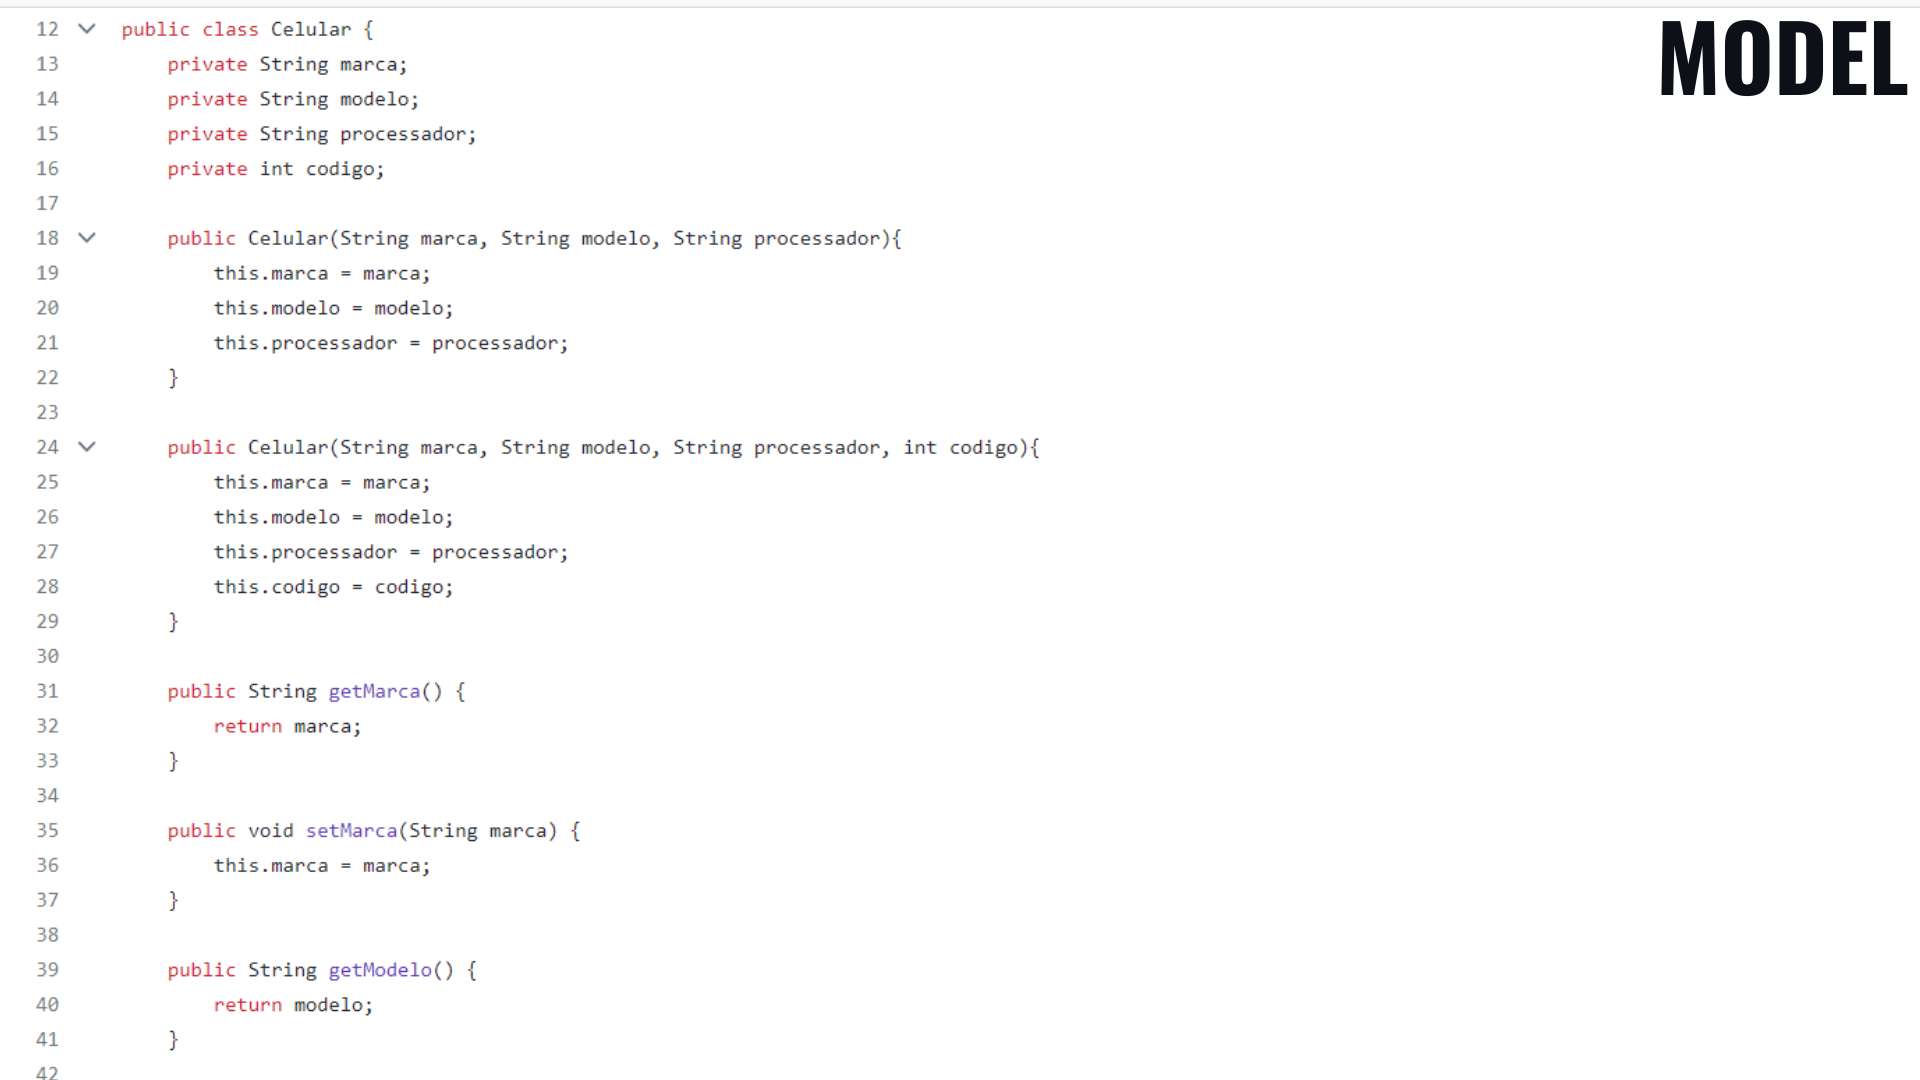 MODEL
12 public class Celular {
13     private String marca;
14     private String modelo;
15     private String processador;
16     private int codigo;
17
18     public Celular(String marca, String modelo, String processador){
19         this.marca = marca;
20         this.modelo = modelo;
21         this.processador = processador;
22     }
23
24     public Celular(String marca, String modelo, String processador, int codigo){
25         this.marca = marca;
26         this.modelo = modelo;
27         this.processador = processador;
28         this.codigo = codigo;
29     }
30
31     public String getMarca() {
32         return marca;
33     }
34
35     public void setMarca(String marca) {
36         this.marca = marca;
37     }
38
39     public String getModelo() {
40         return modelo;
41     }
42